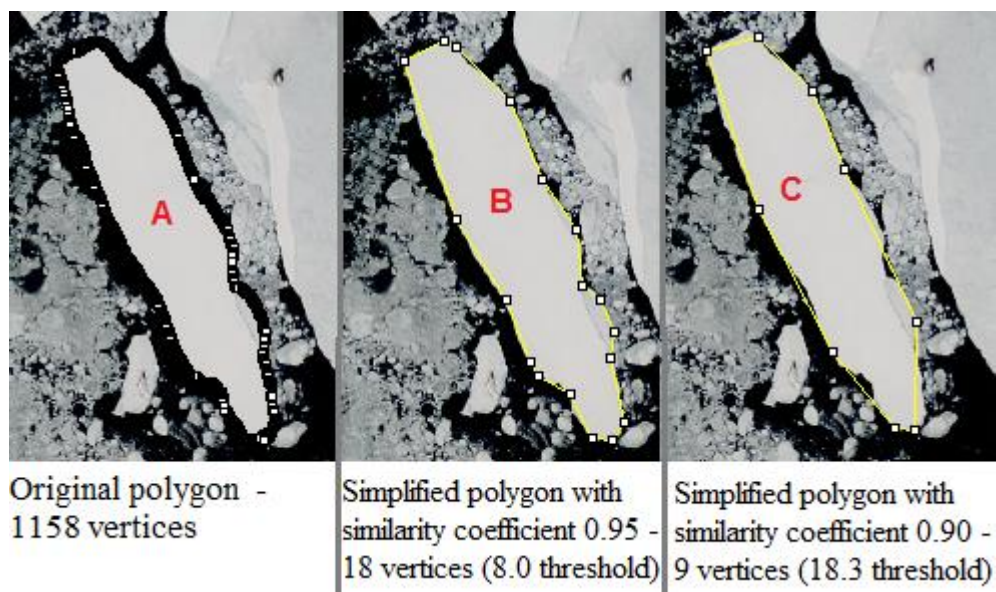 A
B
C
Original polygon -
1158 vertices
Simplified polygon with
similarity coefficient 0.95 -
18 vertices (8.0 threshold)
Simplified polygon with
similarity coefficient 0.90 -
9 vertices (18.3 threshold)